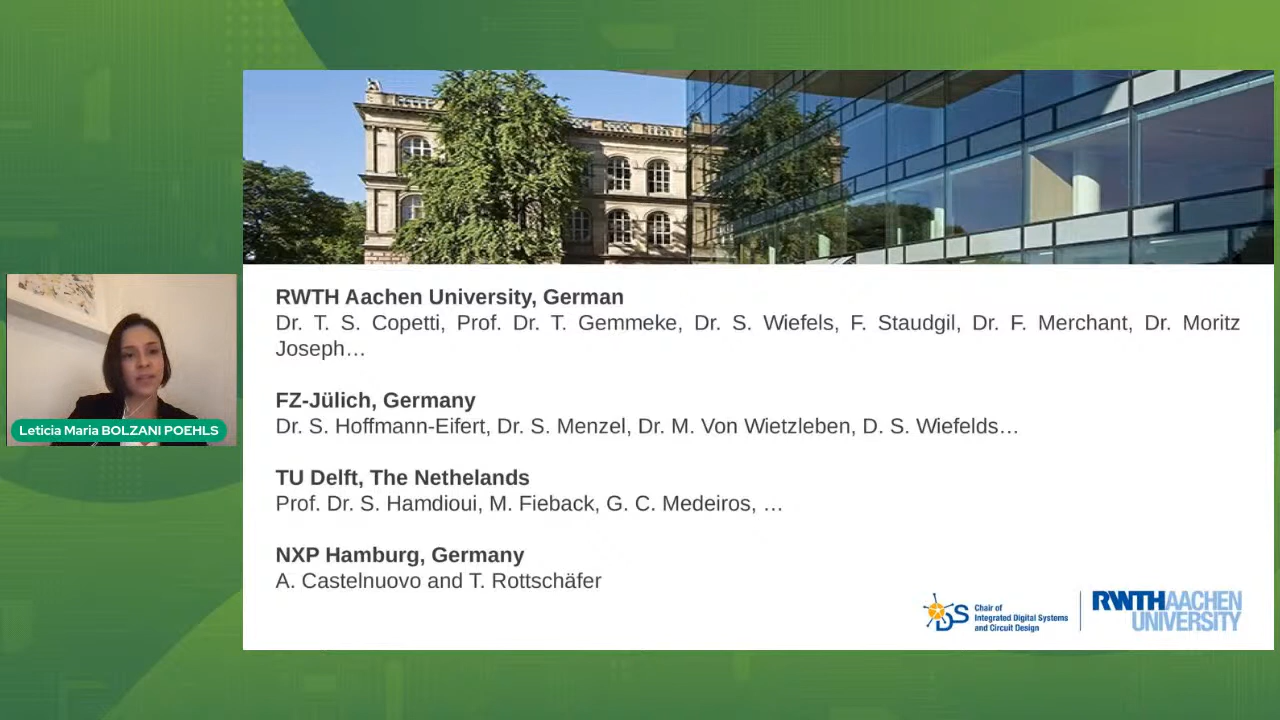 RWTH Aachen University, German
Dr. T. S. Copetti, Prof. Dr. T. Gemmeke, Dr. S. Wiefels, F. Staudgil, Dr. F. Merchant, Dr. Moritz
Joseph…
FZ-Jülich, Germany
Dr. S. Hoffmann-Eifert, Dr. S. Menzel, Dr. M. Von Wietzleben, D. S. Wiefelds…
Leticia Maria BOLZANI POEHLS
TU Delft, The Nethelands
Prof. Dr. S. Hamdioui, M. Fieback, G. C. Medeiros, …
NXP Hamburg, Germany
A. Castelnuovo and T. Rottschäfer
IDS
Chair of
Integrated Digital Systems
and Circuit Design
RWTH AACHEN
UNIVERSITY